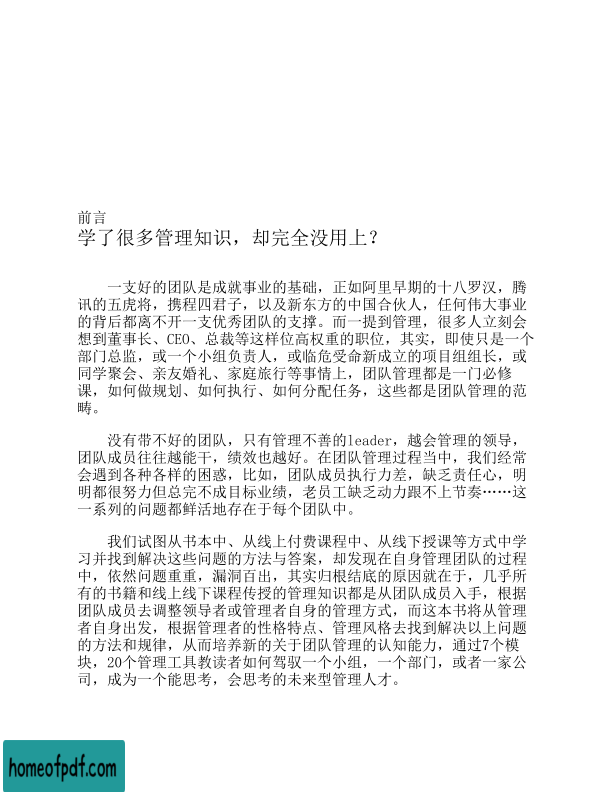 前言
学了很多管理知识，却完全没用上？
一支好的团队是成就事业的基础，正如阿里早期的十八罗汉，腾
讯的五虎将，携程四君子，以及新东方的中国合伙人，任何伟大事业
的背后都离不开一支优秀团队的支撑。而一提到管理，很多人立刻会
想到董事长、CEO、总裁等这样位高权重的职位，其实，即使只是一个
部门总监，或一个小组负责人，或临危受命新成立的项目组组长，或
同学聚会、亲友婚礼、家庭旅行等事情上，团队管理都是一门必修
课，如何做规划、如何执行、如何分配任务，这些都是团队管理的范
畴。
没有带不好的团队，只有管理不善的leader，越会管理的领导，
团队成员往往越能干，绩效也越好。在团队管理过程当中，我们经常
会遇到各种各样的困惑，比如，团队成员执行力差，缺乏责任心，明
明都很努力但总完不成目标业绩，老员工缺乏动力跟不上节奏……这
一系列的问题都鲜活地存在于每个团队中。
我们试图从书本中、从线上付费课程中、从线下授课等方式中学
习并找到解决这些问题的方法与答案，却发现在自身管理团队的过程
中，依然问题重重，漏洞百出，其实归根结底的原因就在于，几乎所
有的书籍和线上线下课程传授的管理知识都是从团队成员入手，根据
团队成员去调整领导者或管理者自身的管理方式，而这本书将从管理
者自身出发，根据管理者的性格特点、管理风格去找到解决以上问题
的方法和规律，从而培养新的关于团队管理的认知能力，通过7个模
块，20个管理工具教读者如何驾驭一个小组，一个部门，或者一家公
司，成为一个能思考，会思考的未来型管理人才。
homeofpdf.com